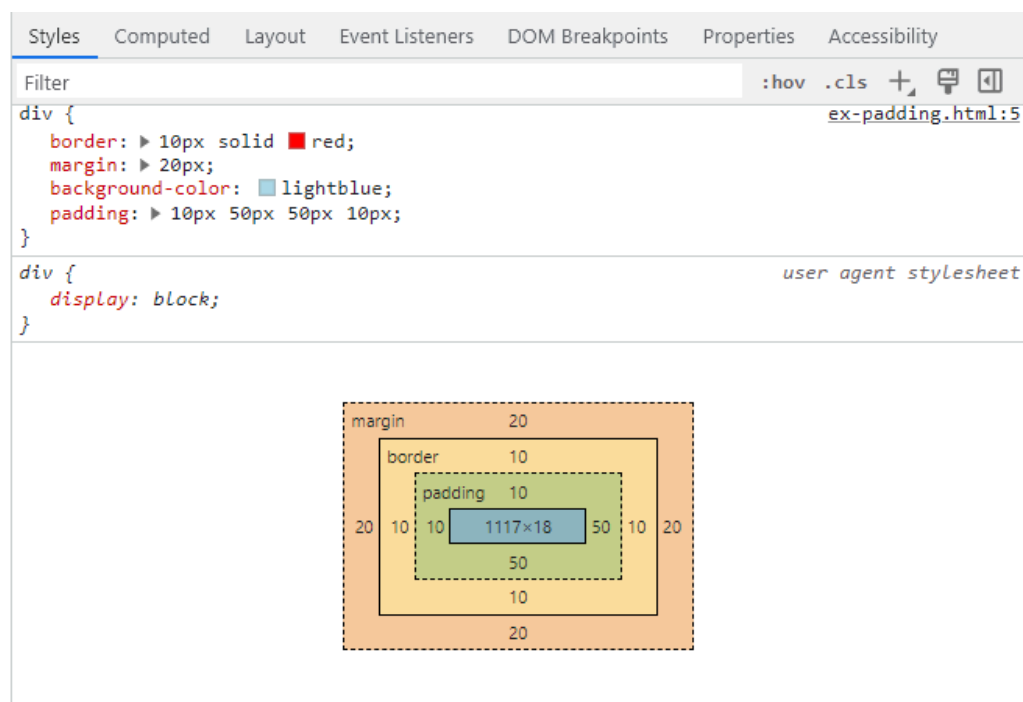 Styles Computed Layout Event Listeners DOM Breakpoints Properties Accessibility
Filter :hov .cls
div { ex-padding.html:5
border: 10px solid red;
margin: 20px;
background-color: lightblue;
padding: 10px 50px 50px 10px;
}
div { user agent stylesheet
display: block;
}
margin 20
border 10
padding 10
20 10 10 1117×18 50 10 20
50
10
20